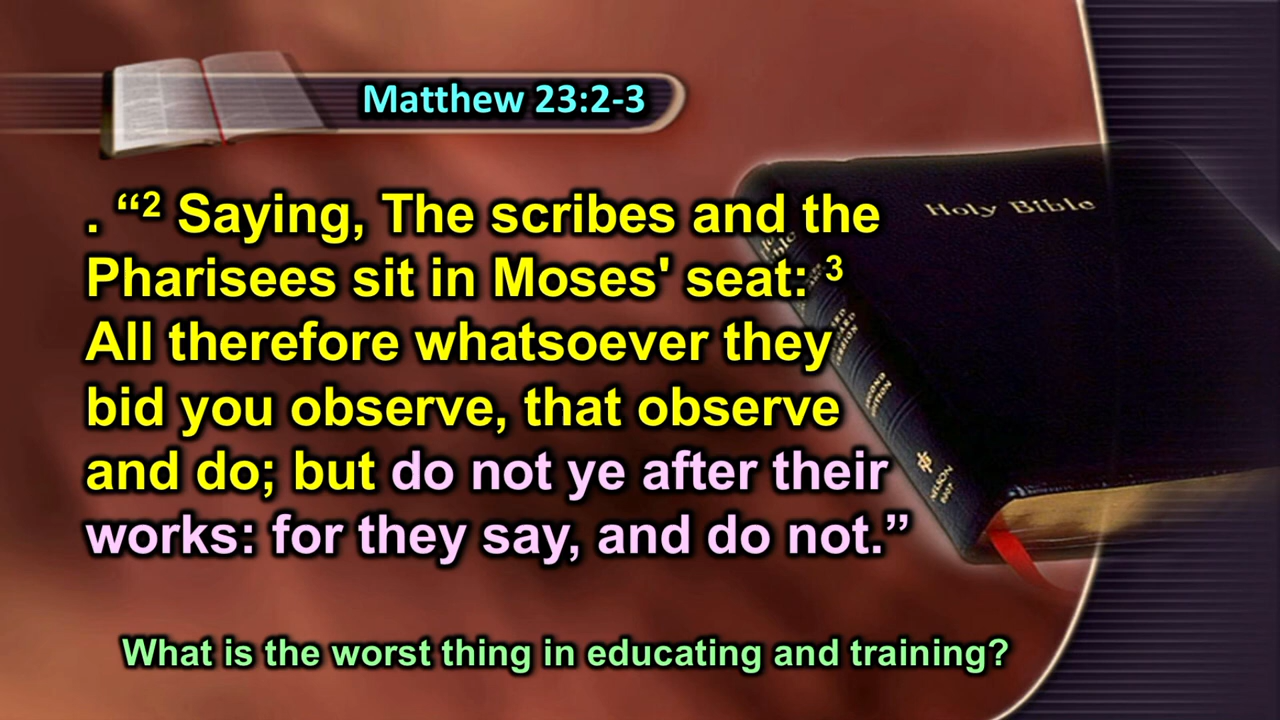 Matthew 23:2-3
. “² Saying, The scribes and the
Pharisees sit in Moses' seat: ³
All therefore whatsoever they
bid you observe, that observe
and do; but do not ye after their
works: for they say, and do not.”
Holy Bible
SECOND
EDITION
What is the worst thing in educating and training?